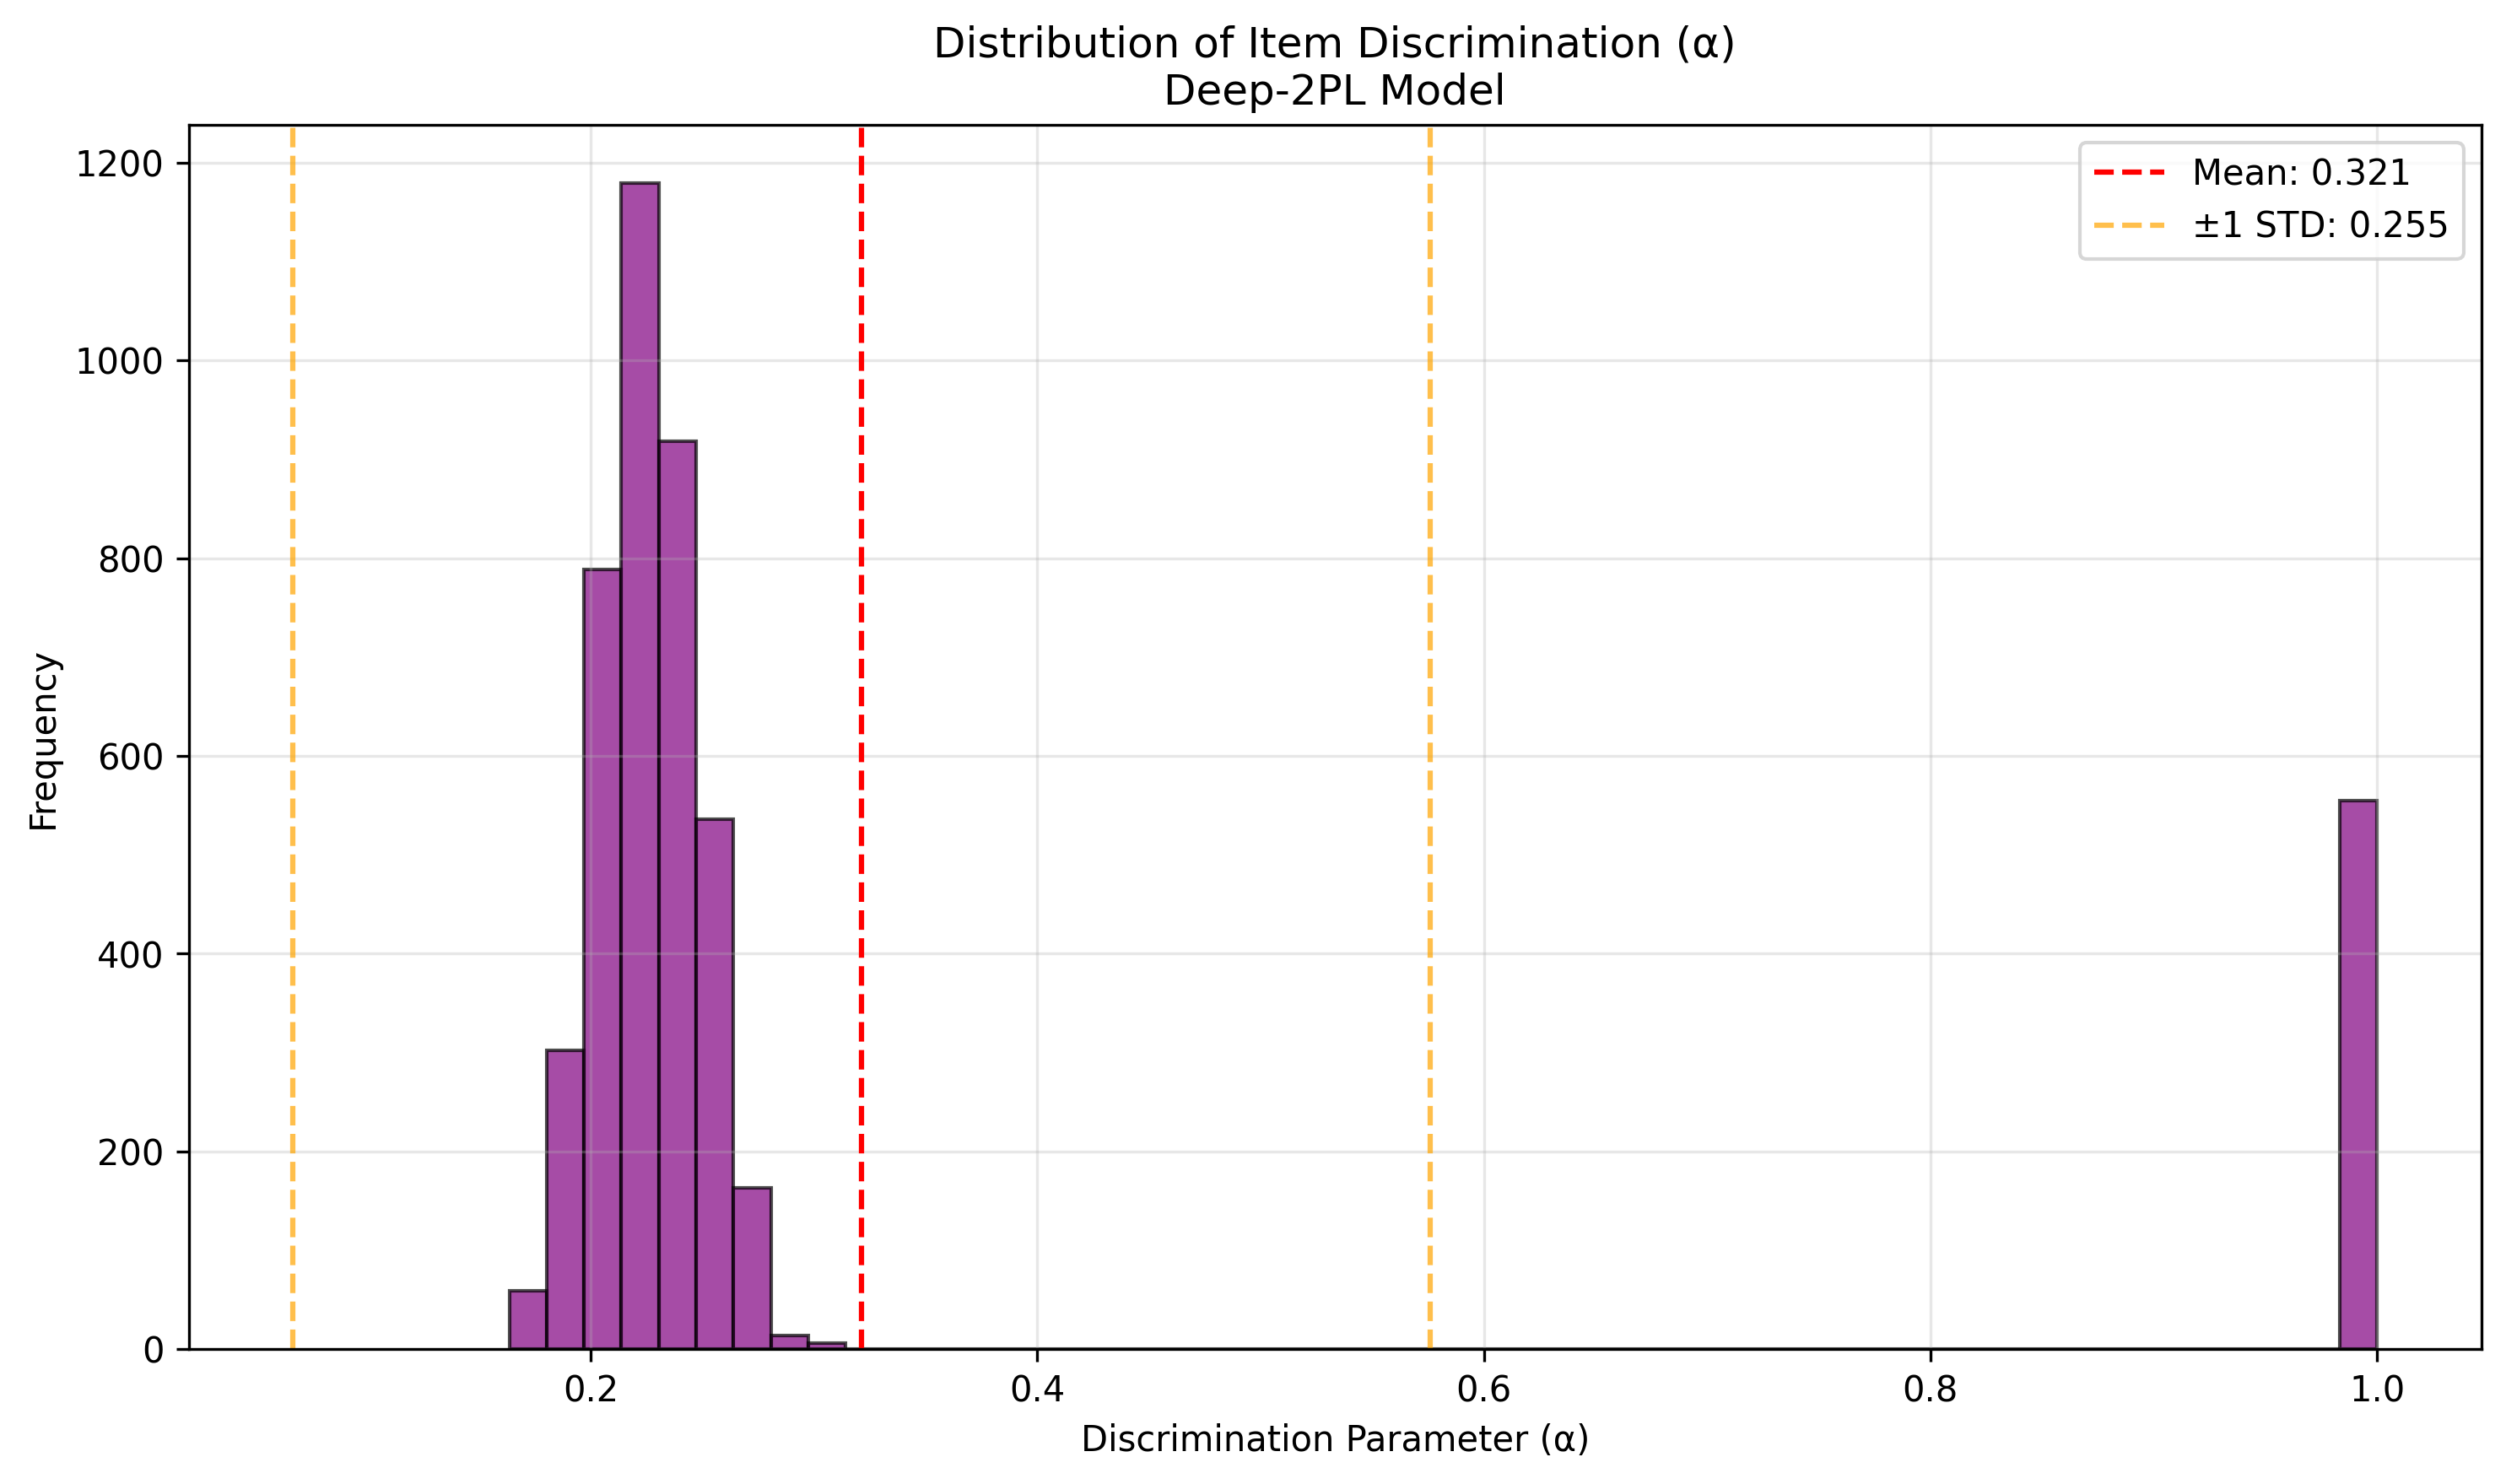 Distribution of Item Discrimination (α)
Deep-2PL Model
Mean: 0.321
±1 STD: 0.255
Frequency
1200
1000
800
600
400
200
0
0.2
0.4
0.6
0.8
1.0
Discrimination Parameter (α)